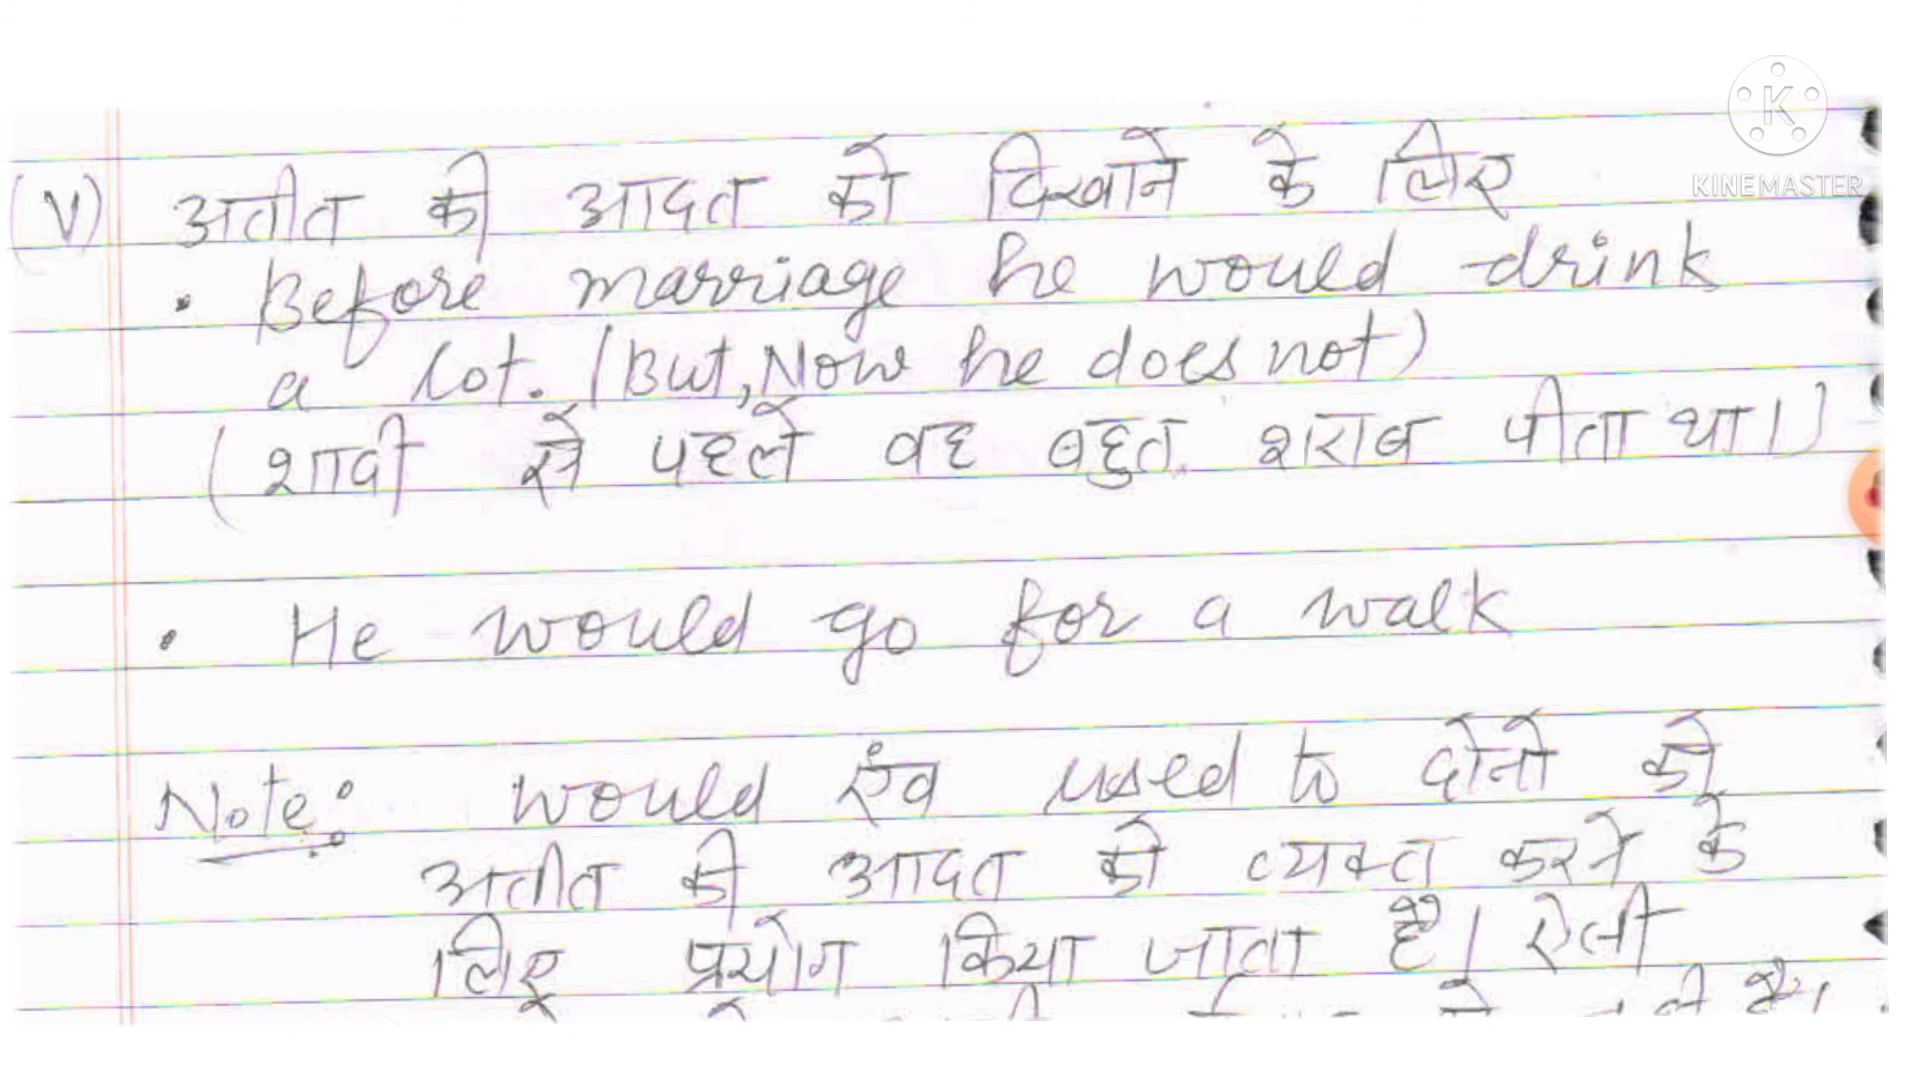 KINEMASTER
(V) अतीत की आदत को दिखाने के लिए
• Before marriage he would drink
a lot. (But, Now he does not)
(शादी से पहले वह बहुत शराब पीता था।)
• He would go for a walk
Note: would एंव used to दोनो को
अतीत की आदत को व्यक्त करने के
लिए प्रयोग किया जाता है। ऐसी